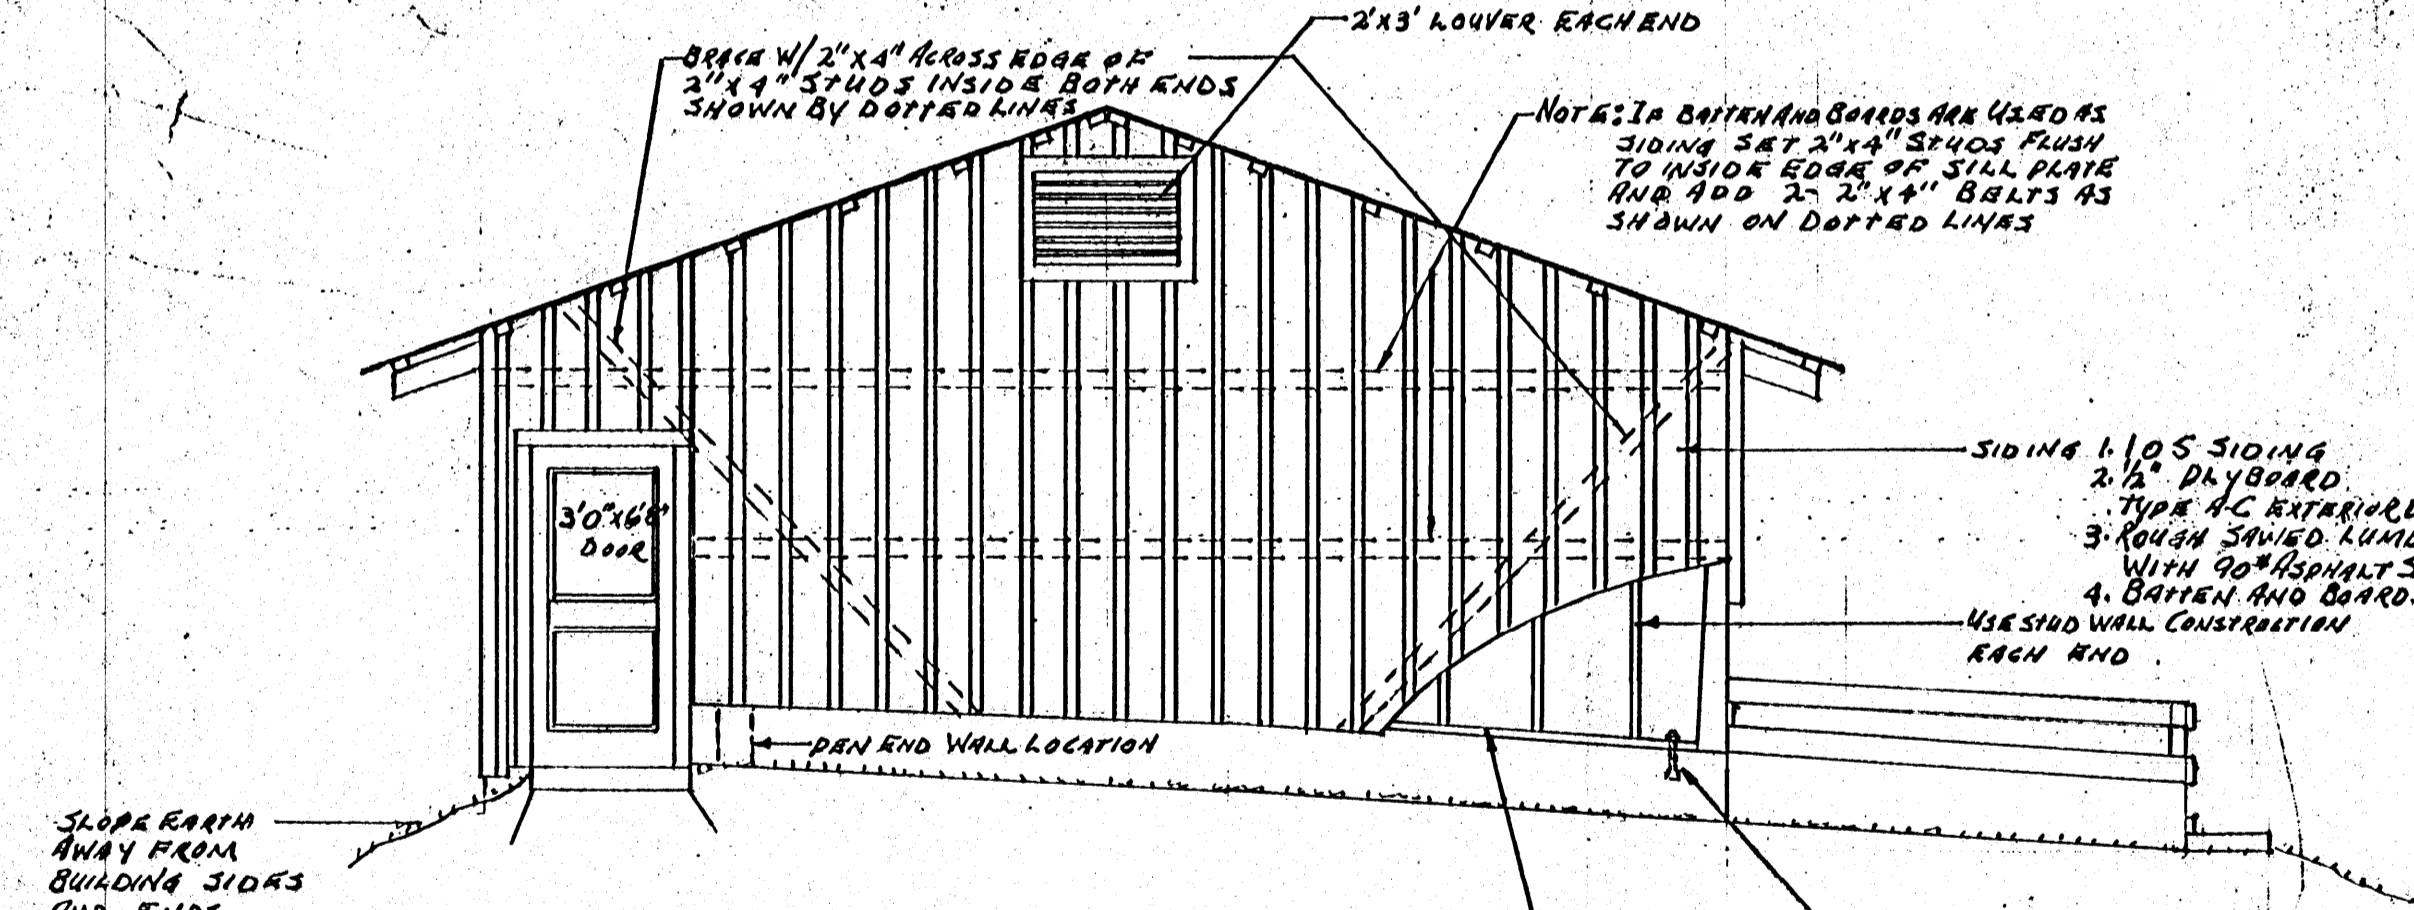 2'X3' LOUVER EACH END
BRACE W/ 2"X4" ACROSS EDGE OF
2"X4" STUDS INSIDE BOTH ENDS
SHOWN BY DOTTED LINES
NOTE: IF BATTEN AND BOARDS ARE USED AS
SIDING SET 2"X4" STUDS FLUSH
TO INSIDE EDGE OF SILL PLATE
AND ADD 2- 2"X4" BELTS AS
SHOWN ON DOTTED LINES
3'0"X6'8"
DOOR
SIDING 1. 105 SIDING
2. 1/2" PLYBOARD
TYPE A-C EXTERIOR
3. ROUGH SAWED
WITH 90# ASPHALT
4. BATTEN AND BOARDS
USE STUD WALL CONSTRUCTION
EACH END
PEN END WALL LOCATION
SLOPE EARTH
AWAY FROM
BUILDING SIDES
AND ENDS